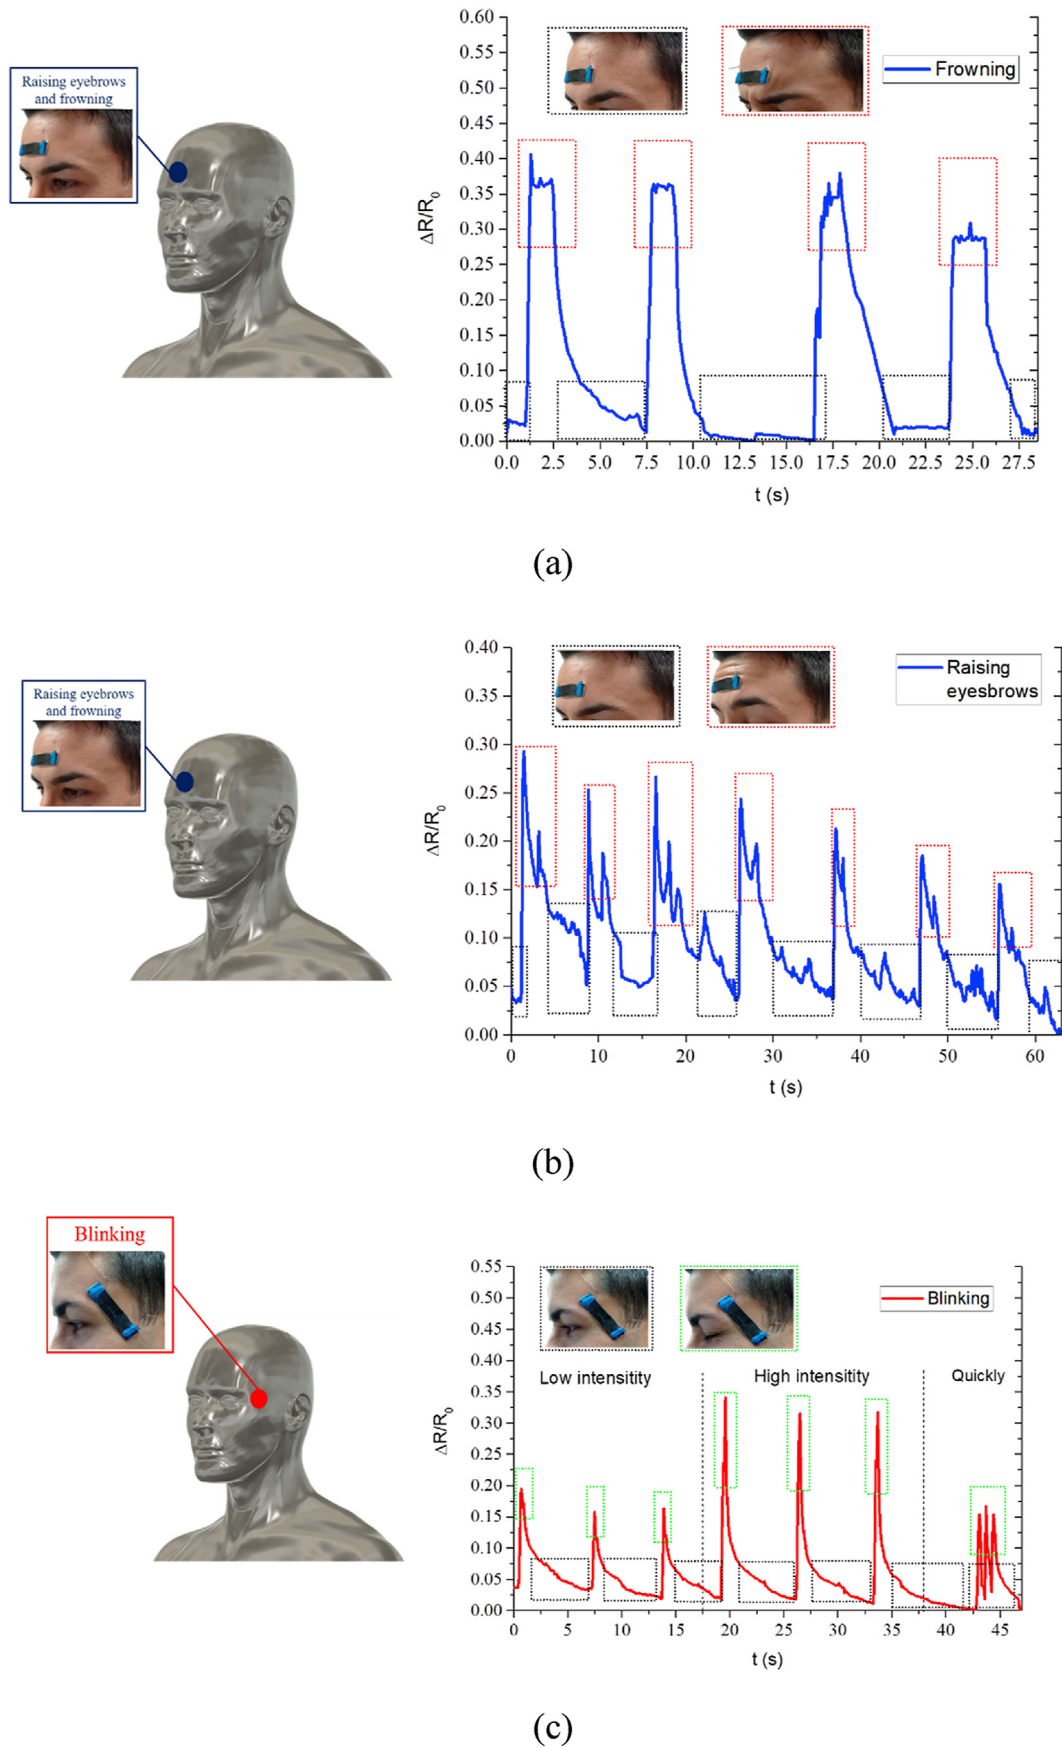 Raising eyebrows
and frowning
0.60
0.55
0.50
0.45
0.40
0.35
0.30
0.25
0.20
0.15
0.10
0.05
0.00
ΔR/R0
Frowning
0.0 2.5 5.0 7.5 10.0 12.5 15.0 17.5 20.0 22.5 25.0 27.5
t (s)
(a)
Raising eyebrows
and frowning
0.40
0.35
0.30
0.25
0.20
0.15
0.10
0.05
0.00
ΔR/R0
Raising
eyesbrows
0 10 20 30 40 50 60
t (s)
(b)
Blinking
0.55
0.50
0.45
0.40
0.35
0.30
0.25
0.20
0.15
0.10
0.05
0.00
ΔR/R0
Blinking
Low intensitity High intensitity Quickly
0 5 10 15 20 25 30 35 40 45
t (s)
(c)